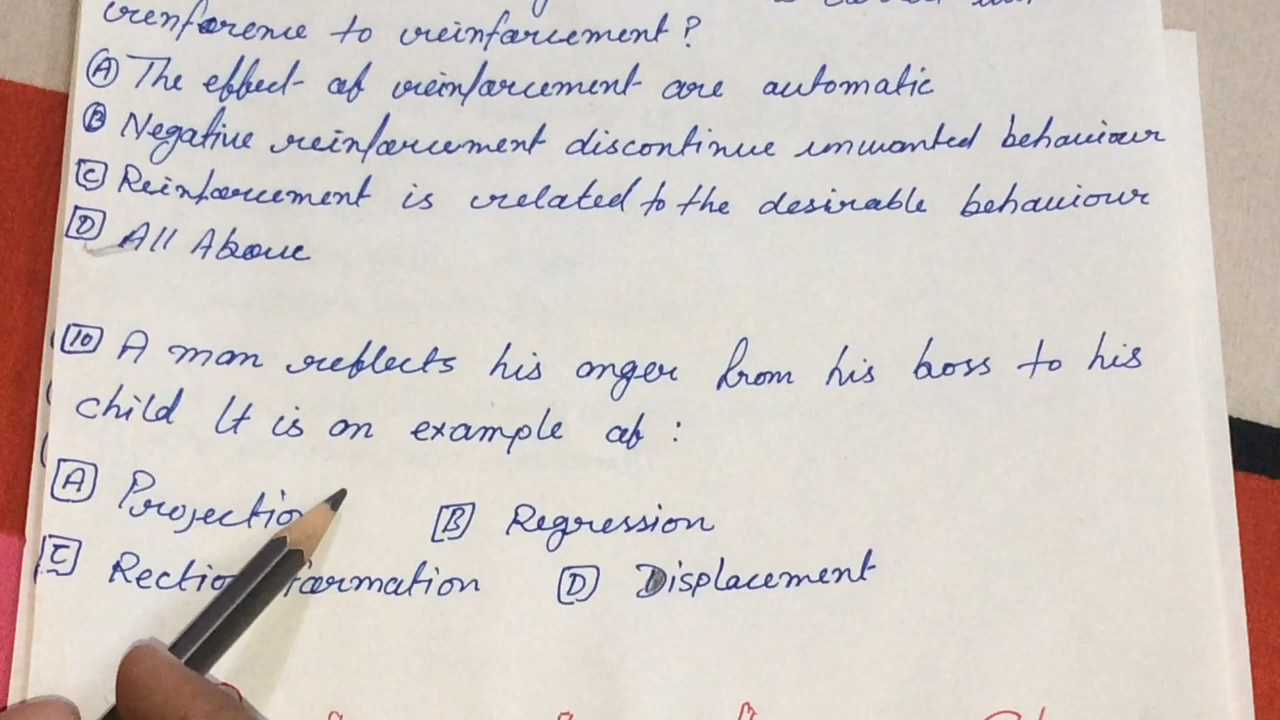 renforence to reinforcement?
(A) The effect of reinforcement are automatic
(B) Negative reinforcement discontinue unwanted behaviour
[C] Reinforcement is related to the desirable behaviour
[D] All Above
[10] A man reflects his anger from his boss to his
child It is an example of :
[A] Projection [B] Regression
[C] Rection formation [D] Displacement